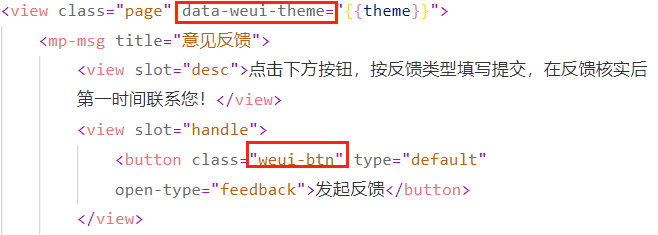 <view class="page" data-weui-theme="{{theme}}">
<mp-msg title="意见反馈">
<view slot="desc">点击下方按钮，按反馈类型填写提交，在反馈核实后
第一时间联系您！</view>
<view slot="handle">
<button class="weui-btn" type="default"
open-type="feedback">发起反馈</button>
</view>